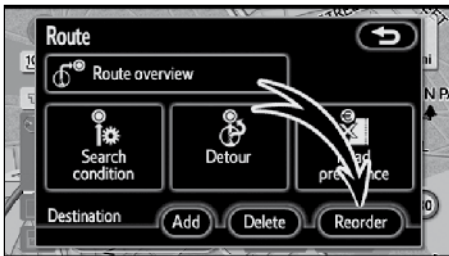 Route
Route overview
Search
condition
Detour
Destination
Add
Delete
Reorder